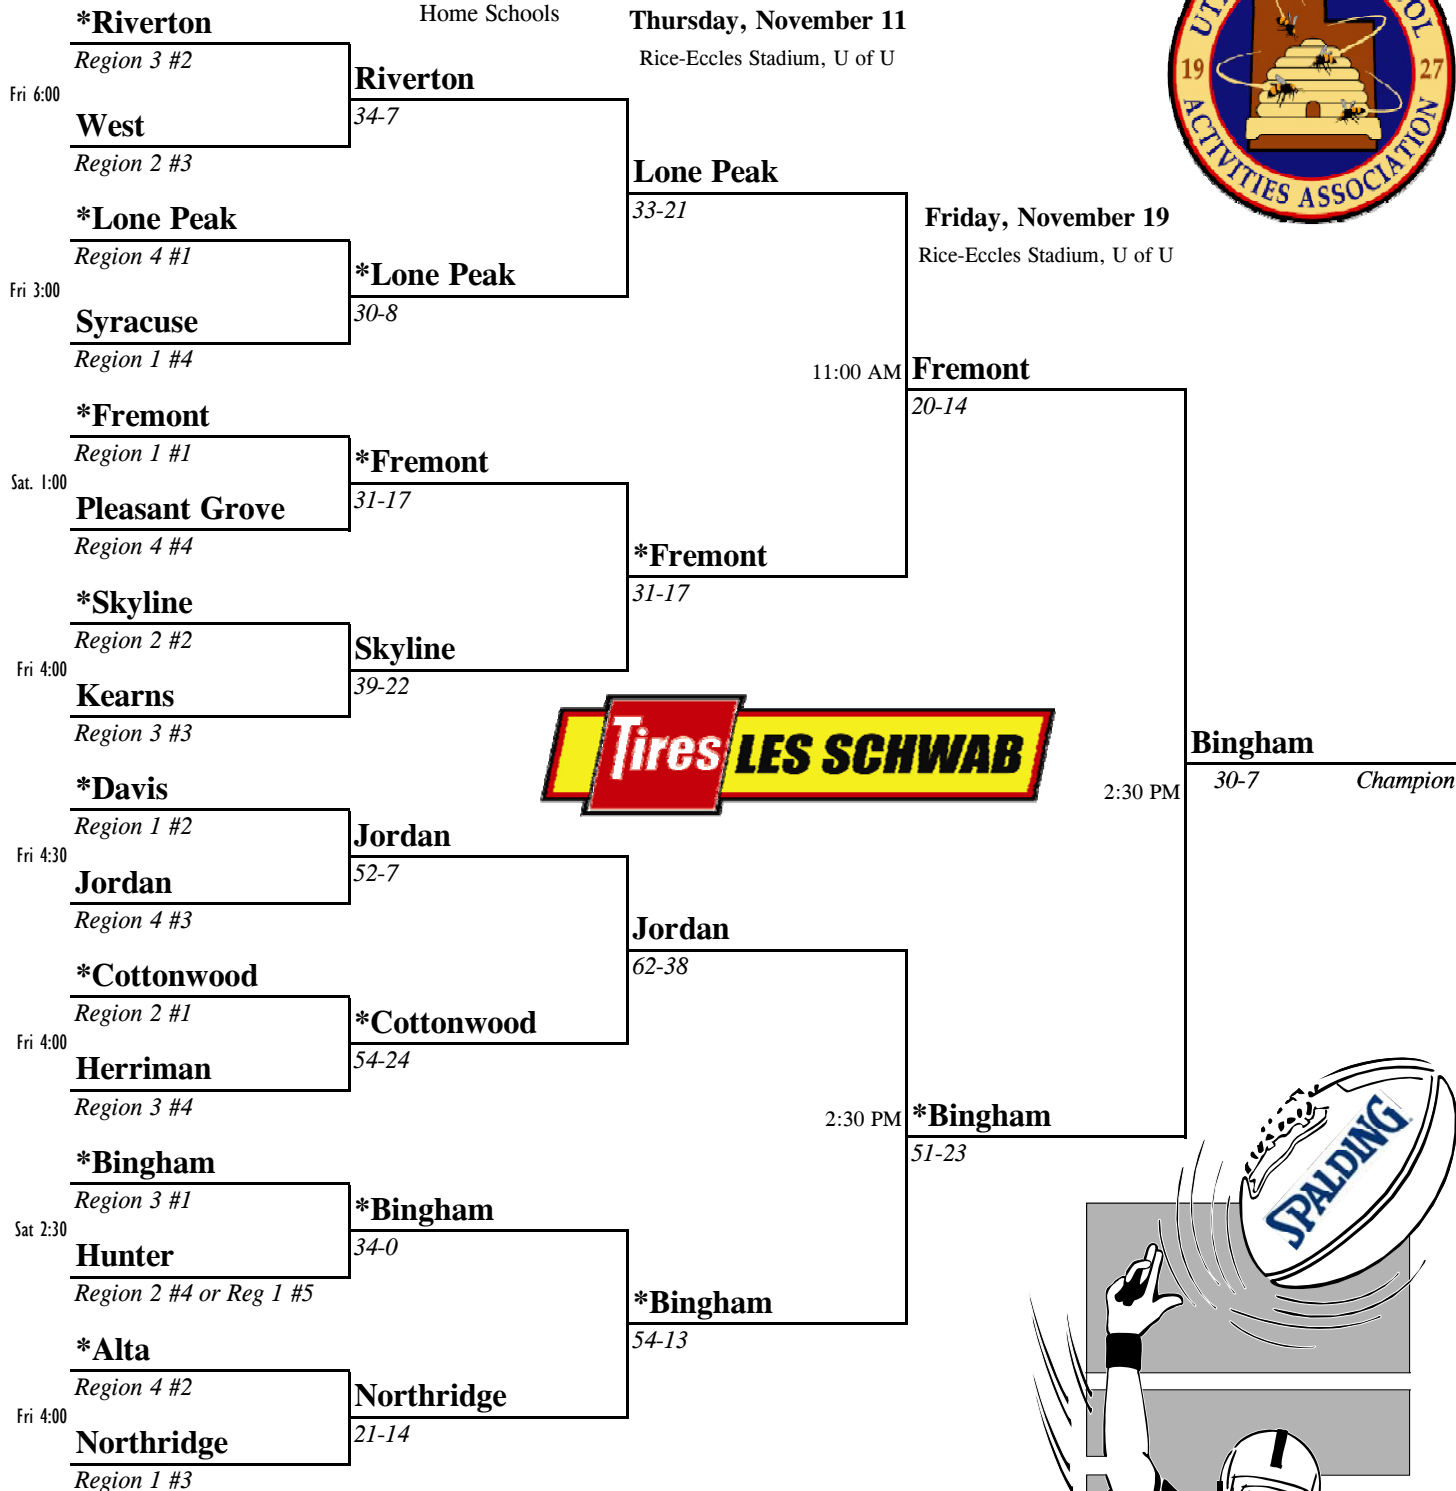 Home Schools
Thursday, November 11
Rice-Eccles Stadium, U of U
Friday, November 19
Rice-Eccles Stadium, U of U
19
27
ACTIVITIES ASSOCIATION
*Riverton
Region 3 #2
Fri 6:00
West
Region 2 #3
Riverton
34-7
*Lone Peak
Region 4 #1
Fri 3:00
Syracuse
Region 1 #4
*Lone Peak
30-8
Lone Peak
33-21
*Fremont
Region 1 #1
Sat. 1:00
Pleasant Grove
Region 4 #4
*Fremont
31-17
*Skyline
Region 2 #2
Fri 4:00
Kearns
Region 3 #3
Skyline
39-22
*Fremont
31-17
11:00 AM
Fremont
20-14
Tires LES SCHWAB
*Davis
Region 1 #2
Fri 4:30
Jordan
Region 4 #3
Jordan
52-7
*Cottonwood
Region 2 #1
Fri 4:00
Herriman
Region 3 #4
*Cottonwood
54-24
Jordan
62-38
*Bingham
Region 3 #1
Sat 2:30
Hunter
Region 2 #4 or Reg 1 #5
*Bingham
34-0
*Alta
Region 4 #2
Fri 4:00
Northridge
Region 1 #3
Northridge
21-14
*Bingham
54-13
2:30 PM
*Bingham
51-23
2:30 PM
Bingham
30-7
Champion
SPALDING